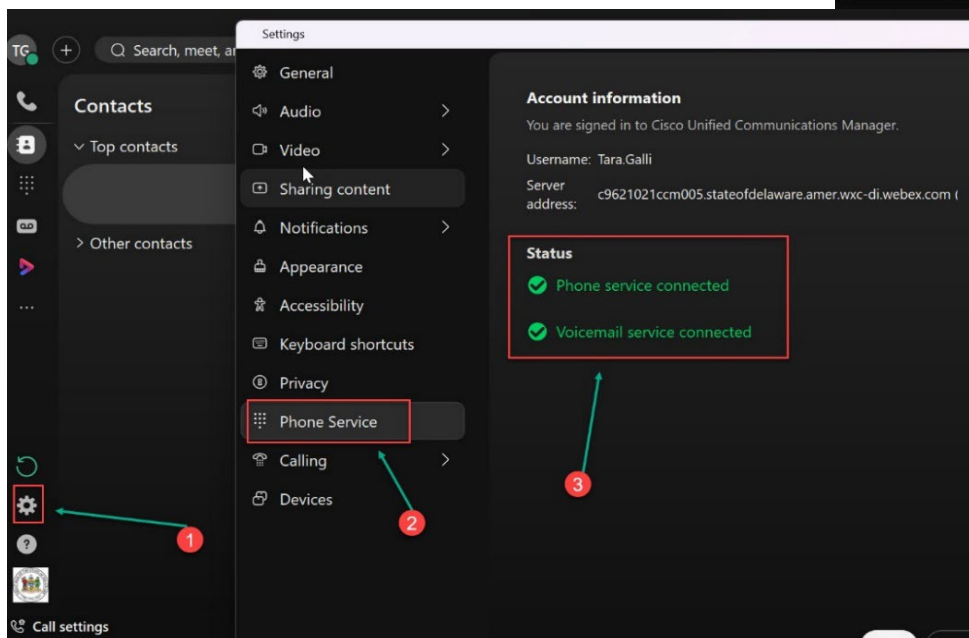 Settings
TG
Search, meet, an
Contacts
Top contacts
Other contacts
Call settings
General
Audio
Video
Sharing content
Notifications
Appearance
Accessibility
Keyboard shortcuts
Privacy
Phone Service
Calling
Devices
Account information
You are signed in to Cisco Unified Communications Manager.
Username: Tara.Galli
Server address: c9621021ccm005.stateofdelaware.amer.wxc-di.webex.com (
Status
Phone service connected
Voicemail service connected
1
2
3